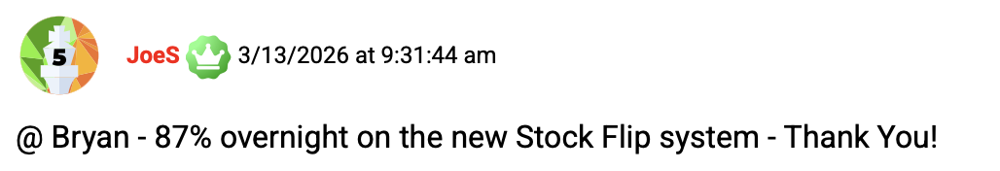 5
JoeS 3/13/2026 at 9:31:44 am
@ Bryan - 87% overnight on the new Stock Flip system - Thank You!